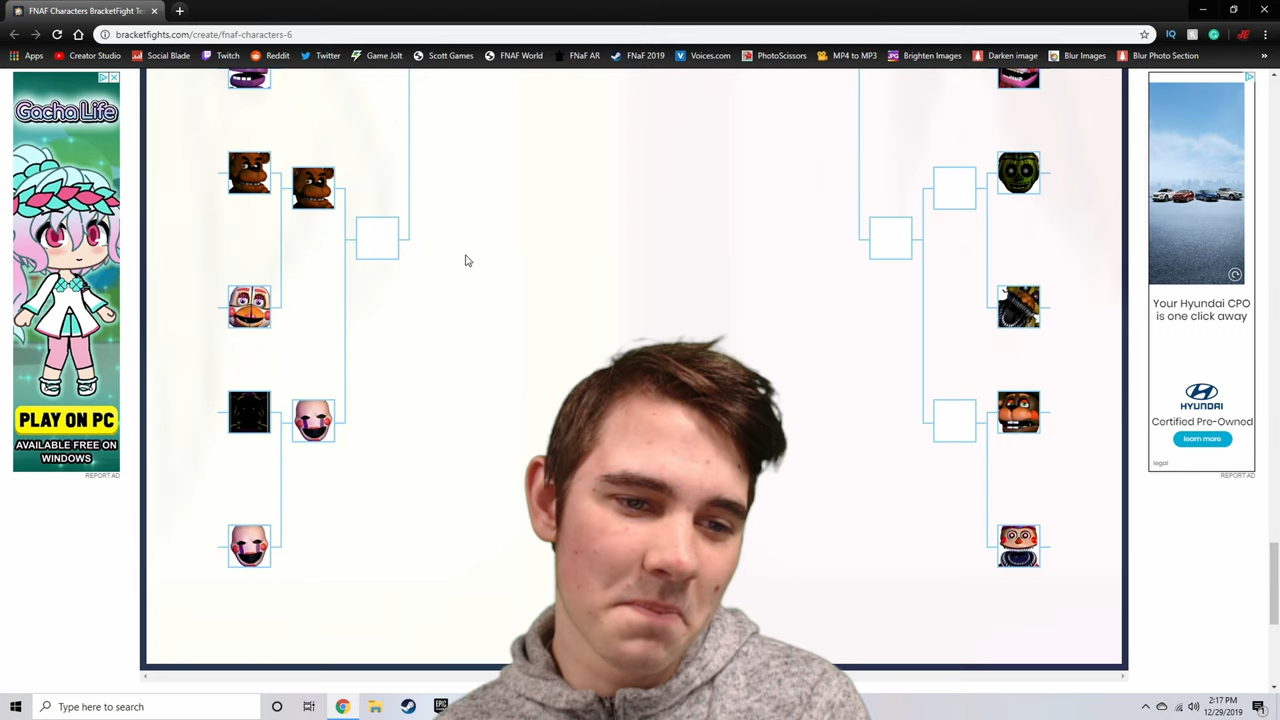 FNAF Characters BracketFight Te
bracketfights.com/create/fnaf-characters-6
Apps Creator Studio Social Blade Twitch Reddit Twitter Game Jolt Scott Games FNAF World FNaF AR FNaF 2019 Voices.com PhotoScissors MP4 to MP3 Brighten Images Darken image Blur Images Blur Photo Section »
Gacha Life
PLAY ON PC
AVAILABLE FREE ON
WINDOWS
REPORT AD
Your Hyundai CPO
is one click away
HYUNDAI
Certified Pre-Owned
learn more
legal
REPORT AD
Type here to search
EPIC
2:17 PM
12/29/2019